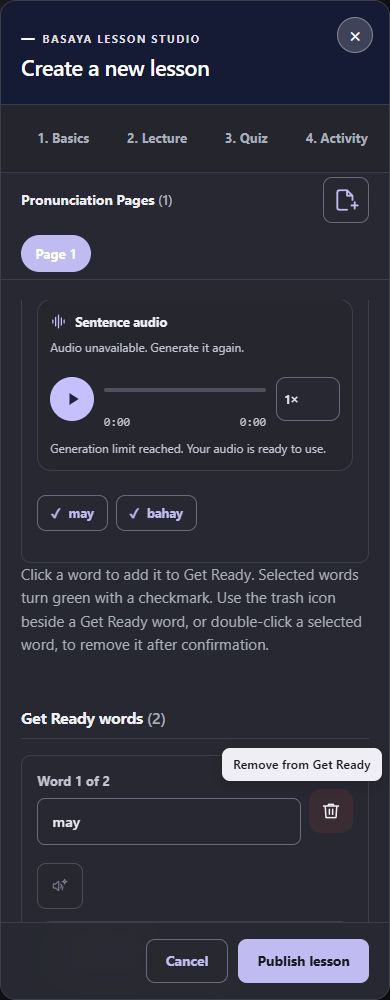 — BASAYA LESSON STUDIO
Create a new lesson
1. Basics 2. Lecture 3. Quiz 4. Activity
Pronunciation Pages (1)
Page 1
Sentence audio
Audio unavailable. Generate it again.
1×
0:00 0:00
Generation limit reached. Your audio is ready to use.
✓ may ✓ bahay
Click a word to add it to Get Ready. Selected words
turn green with a checkmark. Use the trash icon
beside a Get Ready word, or double-click a selected
word, to remove it after confirmation.
Get Ready words (2)
Remove from Get Ready
Word 1 of 2
may
Cancel Publish lesson